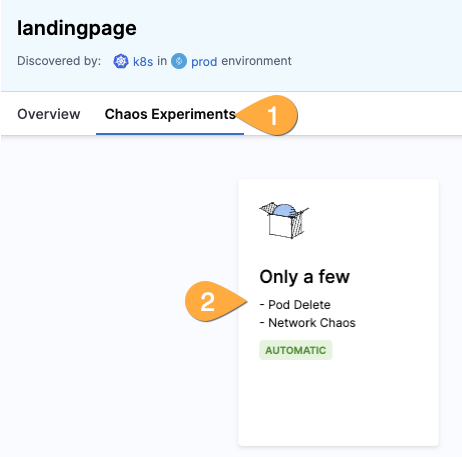 landingpage
Discovered by: k8s in prod environment
Overview Chaos Experiments 1
Only a few
2
- Pod Delete
- Network Chaos
AUTOMATIC